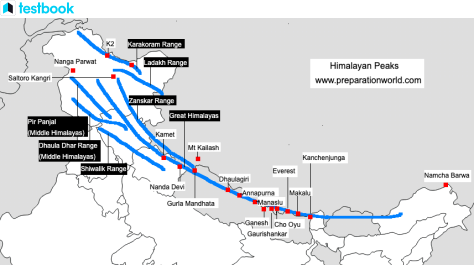 testbook
Himalayan Peaks
www.preparationworld.com
K2
Karakoram Range
Nanga Parwat
Ladakh Range
Saltoro Kangri
Zanskar Range
Great Himalayas
Pir Panjal
(Middle Himalayas)
Kamet
Mt Kailash
Dhaula Dhar Range
(Middle Himalayas)
Kanchenjunga
Shiwalik Range
Everest
Dhaulagiri
Namcha Barwa
Nanda Devi
Annapurna
Makalu
Gurla Mandhata
Manaslu
Ganesh
Cho Oyu
Gaurishankar